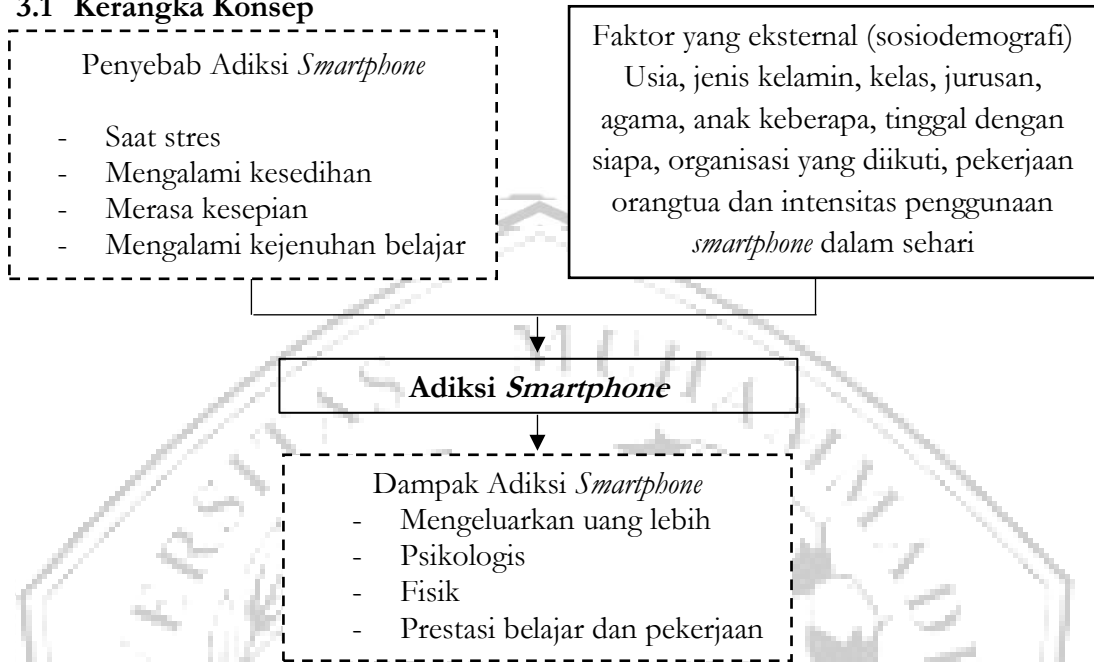 3.1 Kerangka Konsep
Penyebab Adiksi Smartphone
- Saat stres
- Mengalami kesedihan
- Merasa kesepian
- Mengalami kejenuhan belajar
Faktor yang eksternal (sosiodemografi)
Usia, jenis kelamin, kelas, jurusan,
agama, anak keberapa, tinggal dengan
siapa, organisasi yang diikuti, pekerjaan
orangtua dan intensitas penggunaan
smartphone dalam sehari
Adiksi Smartphone
Dampak Adiksi Smartphone
- Mengeluarkan uang lebih
- Psikologis
- Fisik
- Prestasi belajar dan pekerjaan